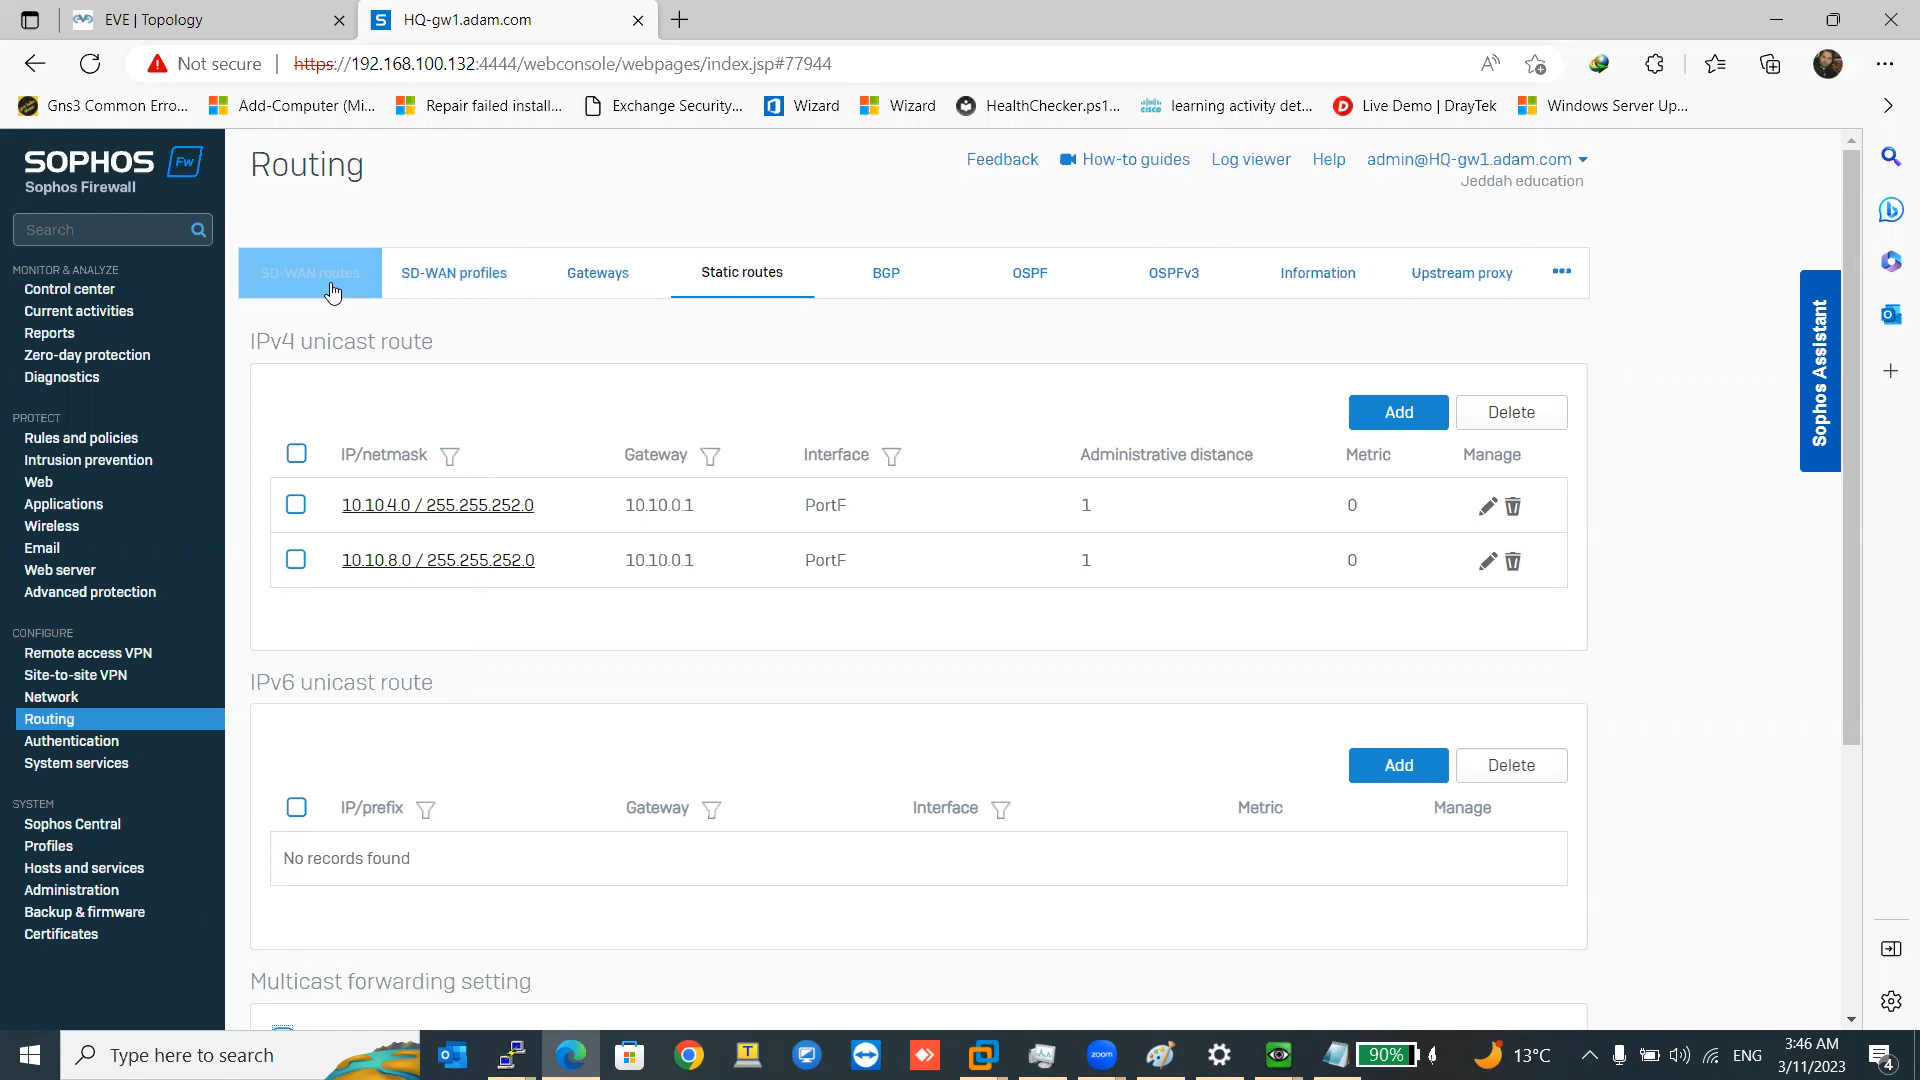 EVE | Topology
S HQ-gw1.adam.com
Not secure https://192.168.100.132:4444/webconsole/webpages/index.jsp#77944
Gns3 Common Erro...
Add-Computer (Mi...
Repair failed install...
Exchange Security...
Wizard
Wizard
HealthChecker.ps1...
learning activity det...
Live Demo | DrayTek
Windows Server Up...
SOPHOS Fw
Sophos Firewall
Search
MONITOR & ANALYZE
Control center
Current activities
Reports
Zero-day protection
Diagnostics
PROTECT
Rules and policies
Intrusion prevention
Web
Applications
Wireless
Email
Web server
Advanced protection
CONFIGURE
Remote access VPN
Site-to-site VPN
Network
Routing
Authentication
System services
SYSTEM
Sophos Central
Profiles
Hosts and services
Administration
Backup & firmware
Certificates
Routing
Feedback How-to guides Log viewer Help admin@HQ-gw1.adam.com
Jeddah education
SD-WAN routes SD-WAN profiles Gateways Static routes BGP OSPF OSPFv3 Information Upstream proxy
IPv4 unicast route
Add Delete
IP/netmask Gateway Interface Administrative distance Metric Manage
10.10.4.0 / 255.255.252.0 10.10.0.1 PortF 1 0
10.10.8.0 / 255.255.252.0 10.10.0.1 PortF 1 0
IPv6 unicast route
Add Delete
IP/prefix Gateway Interface Metric Manage
No records found
Multicast forwarding setting
Sophos Assistant
Type here to search
zoom
90%
13°C
ENG
3:46 AM
3/11/2023
4